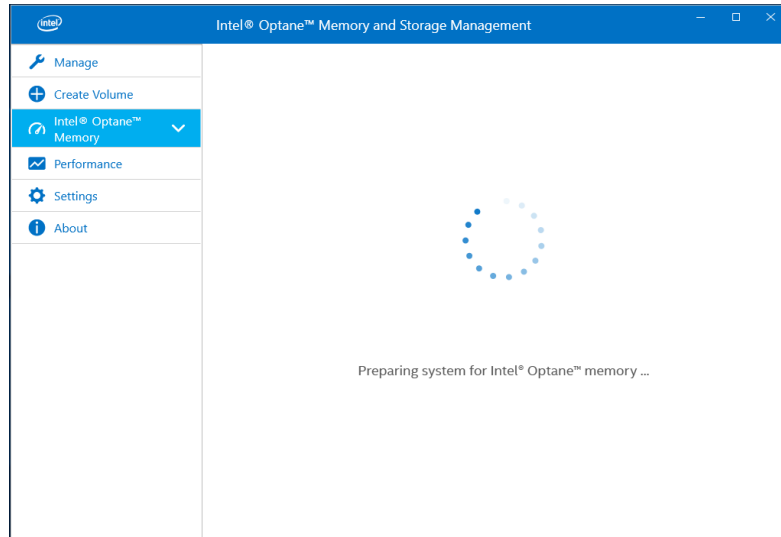 intel
Intel® Optane™ Memory and Storage Management
Manage
Create Volume
Intel® Optane™
Memory
Performance
Settings
About
Preparing system for Intel® Optane™ memory ...